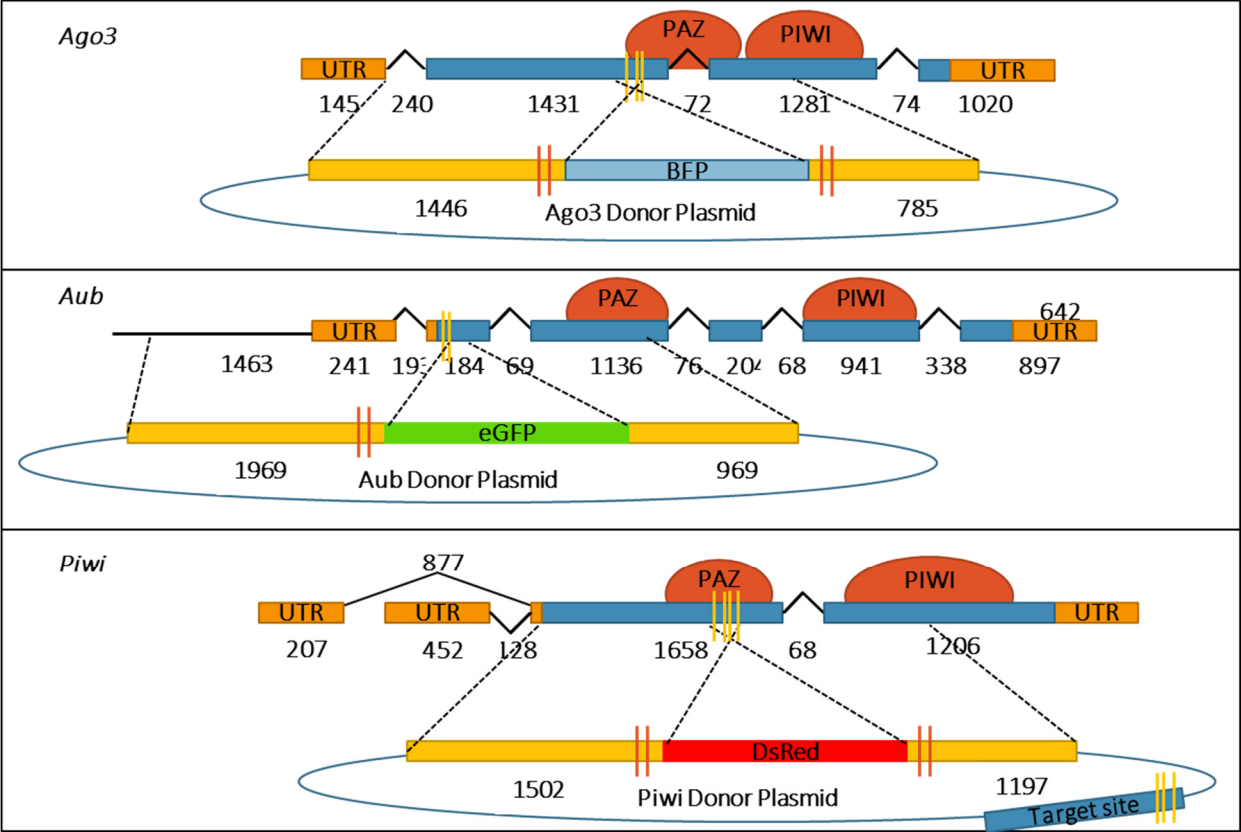 Ago3
PAZ PIWI
UTR UTR
145 240 1431 72 1281 74 1020
BFP
1446 Ago3 Donor Plasmid 785
Aub
PAZ PIWI 642
UTR UTR
1463 241 193 184 69 1136 76 204 68 941 338 897
eGFP
1969 Aub Donor Plasmid 969
Piwi
877
PAZ PIWI
UTR UTR UTR
207 452 128 1658 68 1206
DsRed
1502 Piwi Donor Plasmid 1197
Target site